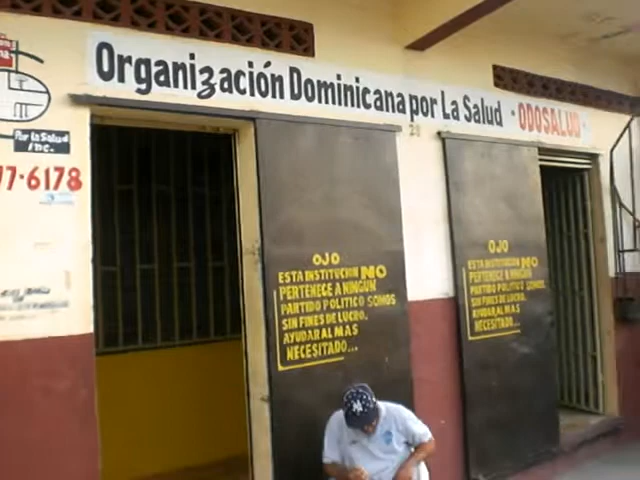 Organización Dominicana por La Salud · ODOSALUD ·
Por la Salud
Inc.
77-6178
OJO
ESTA INSTITUCION NO
PERTENECE A NINGUN
PARTIDO POLITICO SOMOS
SIN FINES DE LUCRO.
AYUDAR AL MAS
NECESITADO...
OJO
ESTA INSTITUCION NO
PERTENECE A NINGUN
PARTIDO POLITICO SOMOS
SIN FINES DE LUCRO.
AYUDAR AL MAS
NECESITADO...